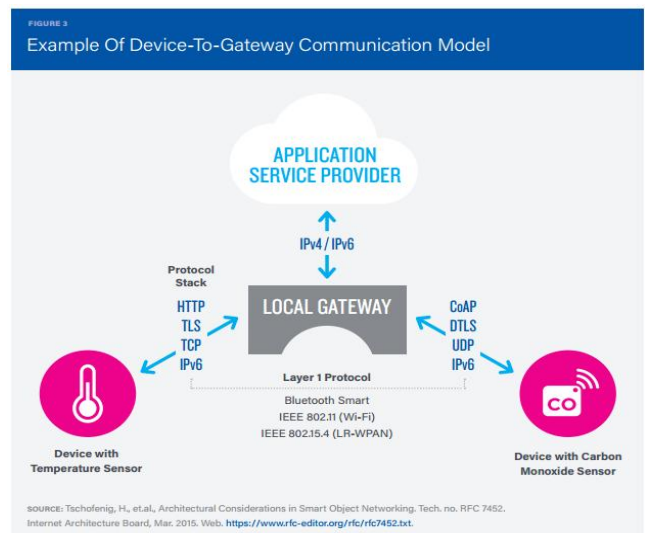 FIGURE 3
Example Of Device-To-Gateway Communication Model
APPLICATION
SERVICE PROVIDER
IPv4 / IPv6
Protocol
Stack
HTTP
TLS
TCP
IPv6
LOCAL GATEWAY
CoAP
DTLS
UDP
IPv6
Layer 1 Protocol
Bluetooth Smart
IEEE 802.11 (Wi-Fi)
IEEE 802.15.4 (LR-WPAN)
Device with
Temperature Sensor
CO
Device with Carbon
Monoxide Sensor
SOURCE: Tschofenig, H., et.al., Architectural Considerations in Smart Object Networking. Tech. no. RFC 7452.
Internet Architecture Board, Mar. 2015. Web. https://www.rfc-editor.org/rfc/rfc7452.txt.